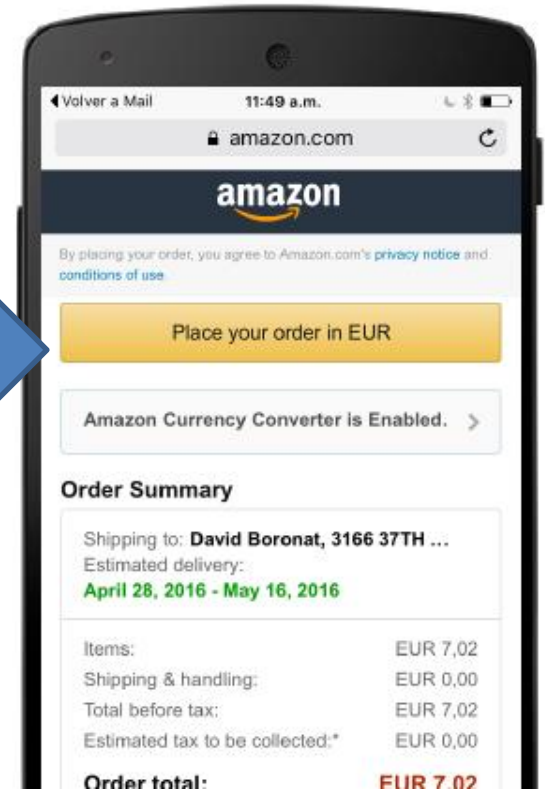 Volver a Mail 11:49 a.m.
amazon.com
amazon
By placing your order, you agree to Amazon.com's privacy notice and
conditions of use.
Place your order in EUR
Amazon Currency Converter is Enabled.
Order Summary
Shipping to: David Boronat, 3166 37TH ...
Estimated delivery:
April 28, 2016 - May 16, 2016
Items: EUR 7,02
Shipping & handling: EUR 0,00
Total before tax: EUR 7,02
Estimated tax to be collected:* EUR 0,00
Order total: EUR 7,02